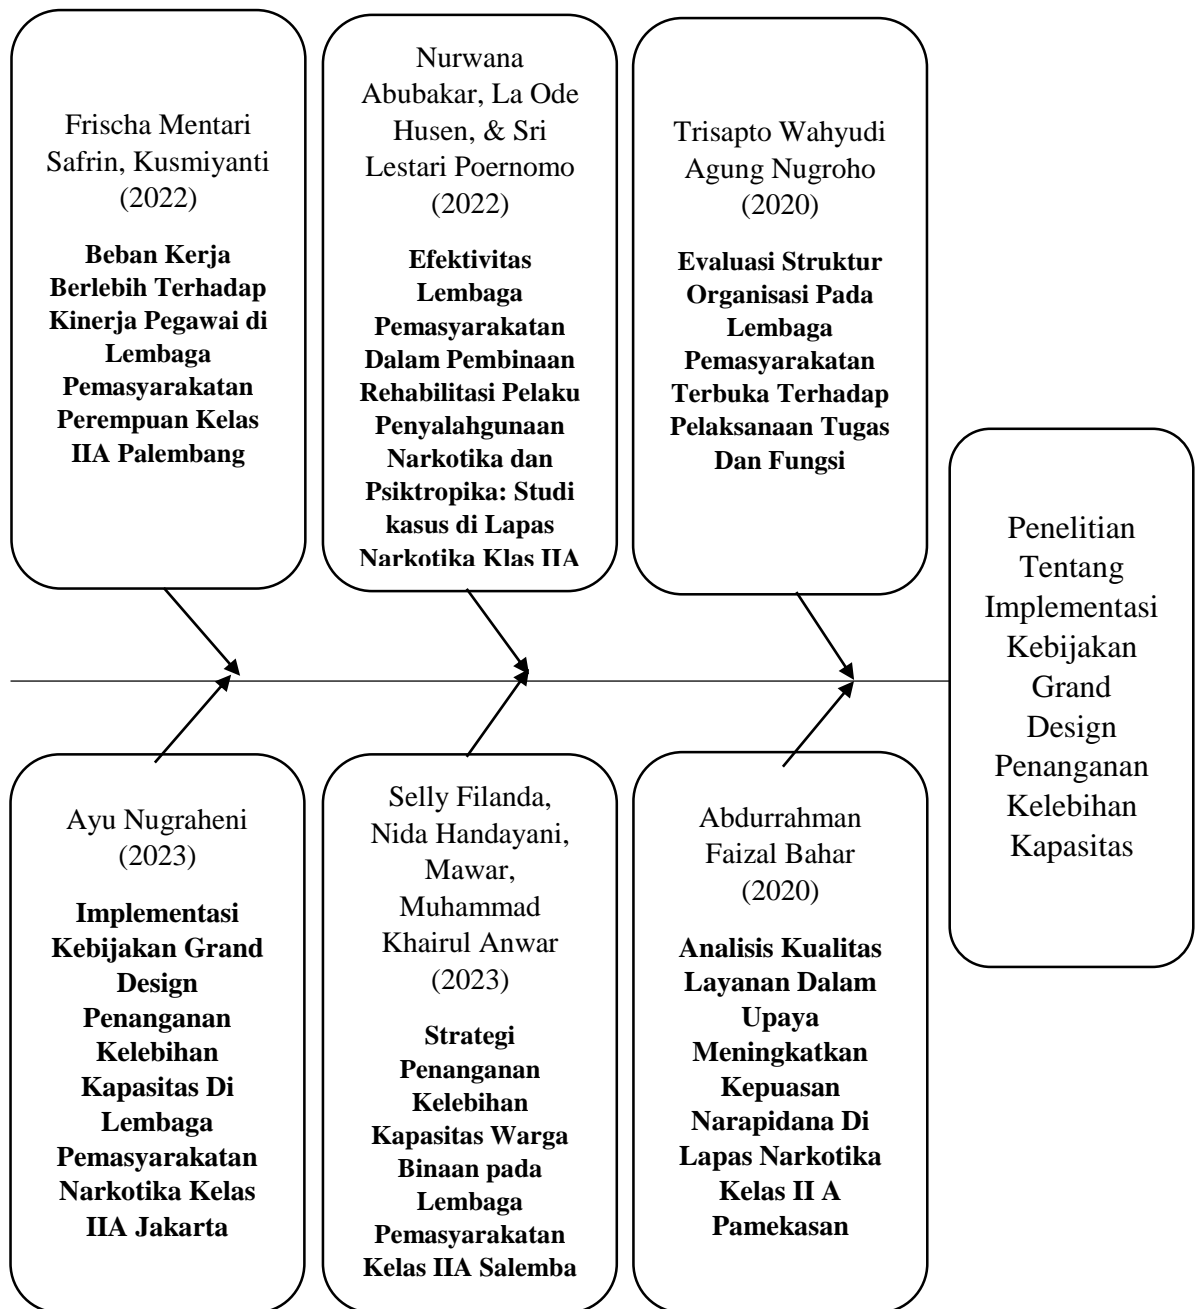 Frischa Mentari
Safrin, Kusmiyanti
(2022)
Beban Kerja
Berlebih Terhadap
Kinerja Pegawai di
Lembaga
Pemasyarakatan
Perempuan Kelas
IIA Palembang
Nurwana
Abubakar, La Ode
Husen, & Sri
Lestari Poernomo
(2022)
Efektivitas
Lembaga
Pemasyarakatan
Dalam Pembinaan
Rehabilitasi Pelaku
Penyalahgunaan
Narkotika dan
Psiktropika: Studi
kasus di Lapas
Narkotika Klas IIA
Trisapto Wahyudi
Agung Nugroho
(2020)
Evaluasi Struktur
Organisasi Pada
Lembaga
Pemasyarakatan
Terbuka Terhadap
Pelaksanaan Tugas
Dan Fungsi
Penelitian
Tentang
Implementasi
Kebijakan
Grand
Design
Penanganan
Kelebihan
Kapasitas
Ayu Nugraheni
(2023)
Implementasi
Kebijakan Grand
Design
Penanganan
Kelebihan
Kapasitas Di
Lembaga
Pemasyarakatan
Narkotika Kelas
IIA Jakarta
Selly Filanda,
Nida Handayani,
Mawar,
Muhammad
Khairul Anwar
(2023)
Strategi
Penanganan
Kelebihan
Kapasitas Warga
Binaan pada
Lembaga
Pemasyarakatan
Kelas IIA Salemba
Abdurrahman
Faizal Bahar
(2020)
Analisis Kualitas
Layanan Dalam
Upaya
Meningkatkan
Kepuasan
Narapidana Di
Lapas Narkotika
Kelas II A
Pamekasan